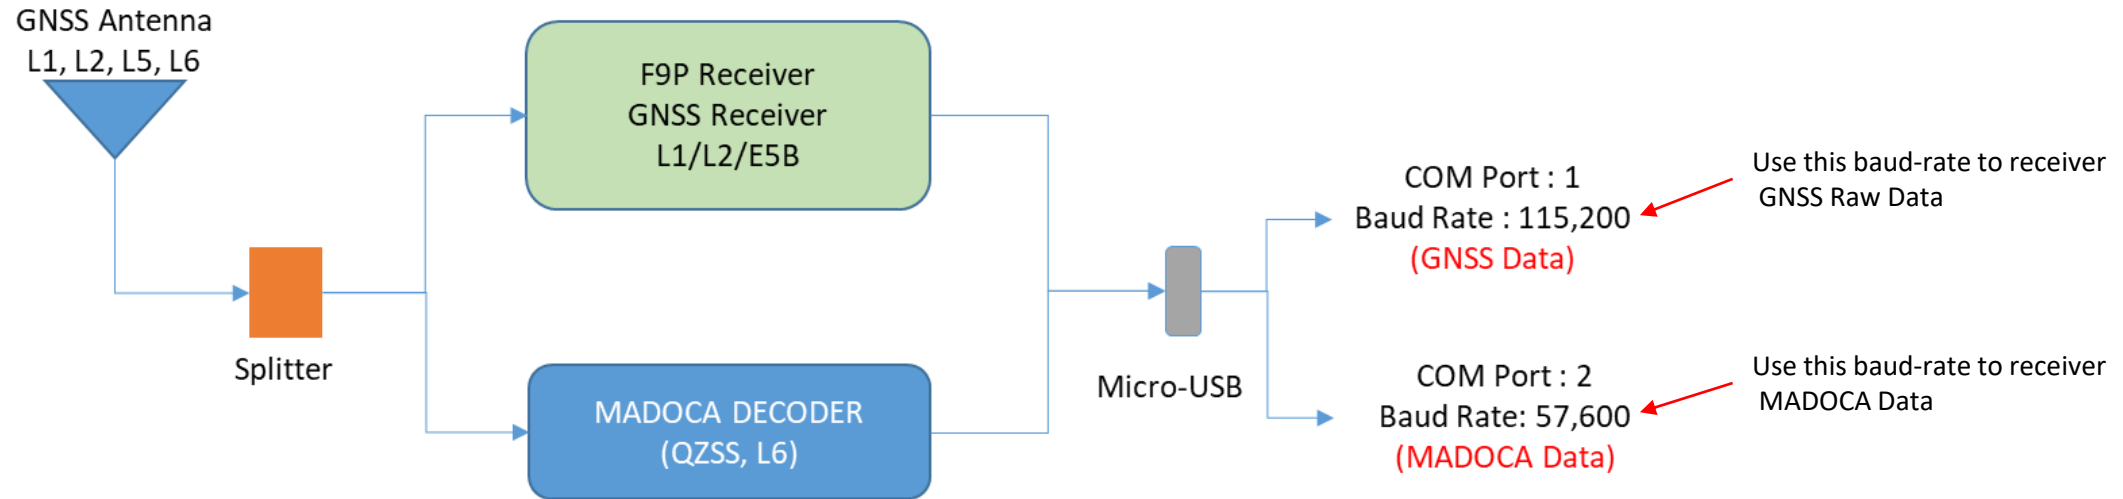 GNSS Antenna
L1, L2, L5, L6
F9P Receiver
GNSS Receiver
L1/L2/E5B
Splitter
MADOCA DECODER
(QZSS, L6)
Micro-USB
COM Port : 1
Baud Rate : 115,200
(GNSS Data)
Use this baud-rate to receiver
GNSS Raw Data
COM Port : 2
Baud Rate: 57,600
(MADOCA Data)
Use this baud-rate to receiver
MADOCA Data